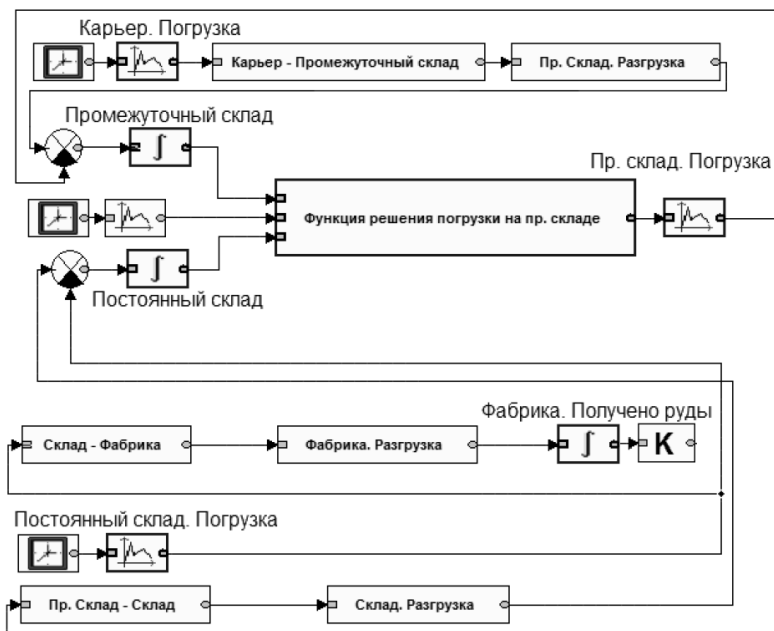 Карьер. Погрузка
Карьер - Промежуточный склад
Пр. Склад. Разгрузка
Промежуточный склад
Пр. склад. Погрузка
Функция решения погрузки на пр. складе
Постоянный склад
Фабрика. Получено руды
Склад - Фабрика
Фабрика. Разгрузка
K
Постоянный склад. Погрузка
Пр. Склад - Склад
Склад. Разгрузка